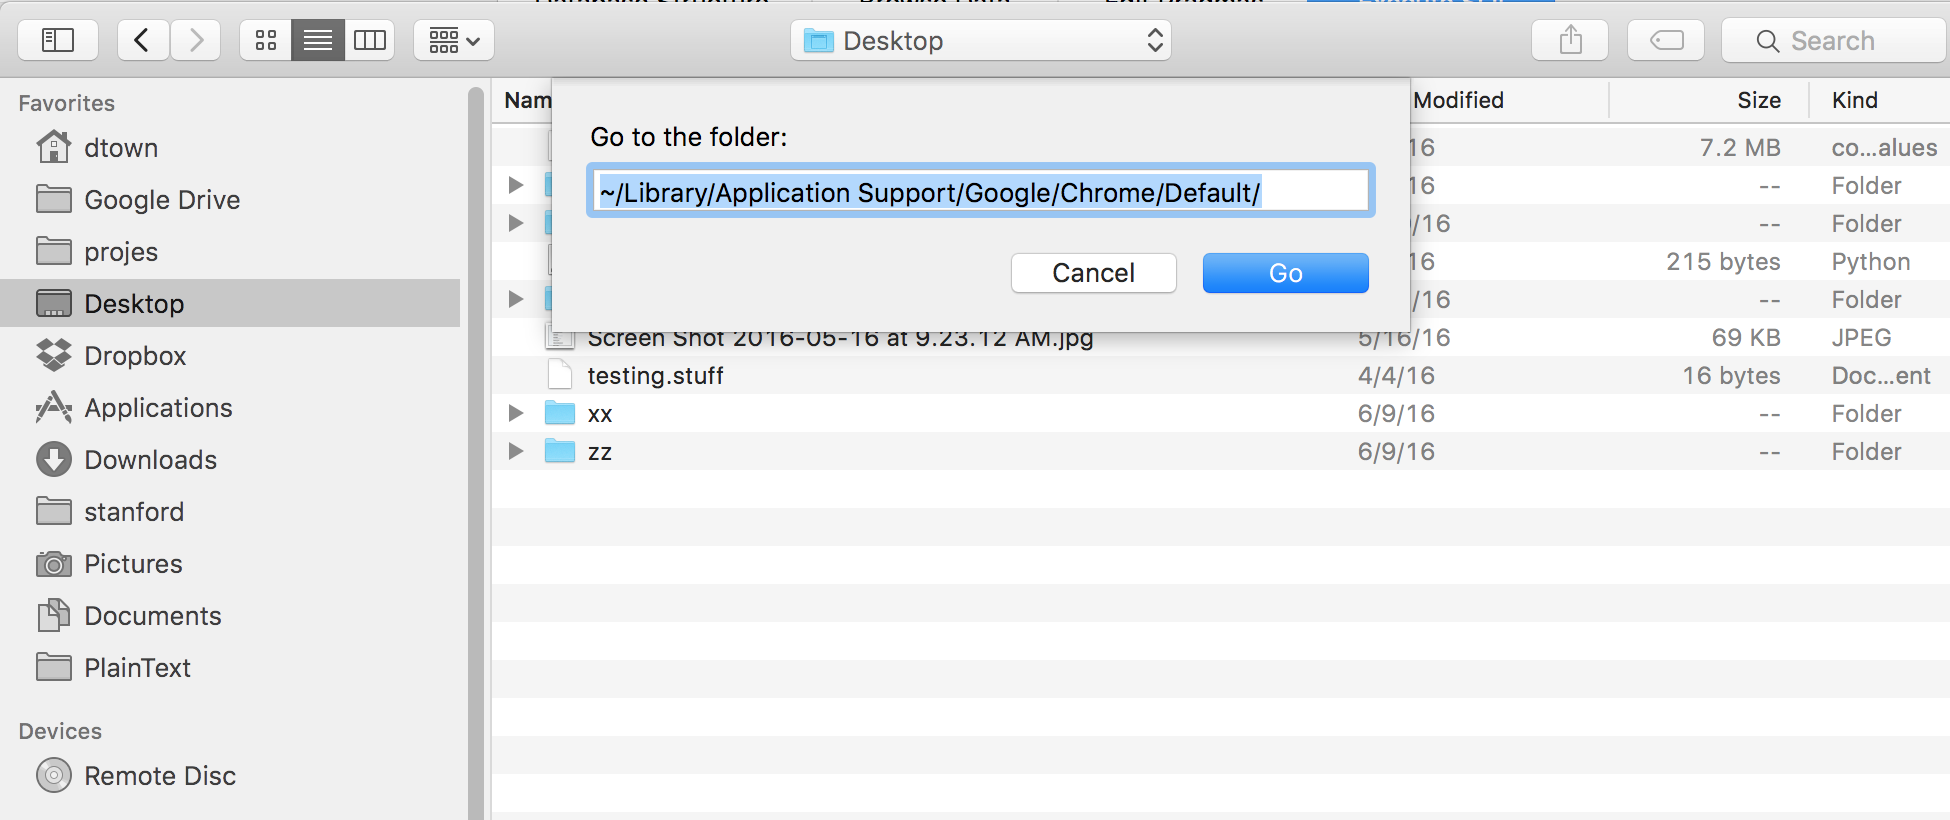 Desktop
Search
Favorites
dtown
Google Drive
projes
Desktop
Dropbox
Applications
Downloads
stanford
Pictures
Documents
PlainText
Devices
Remote Disc
Nam
Modified
Size
Kind
Go to the folder:
~/Library/Application Support/Google/Chrome/Default/
Cancel
Go
16 7.2 MB co...alues
16 -- Folder
/16 -- Folder
16 215 bytes Python
/16 -- Folder
Screen Shot 2016-05-16 at 9.23.12 AM.jpg 5/16/16 69 KB JPEG
testing.stuff 4/4/16 16 bytes Doc...ent
xx 6/9/16 -- Folder
zz 6/9/16 -- Folder